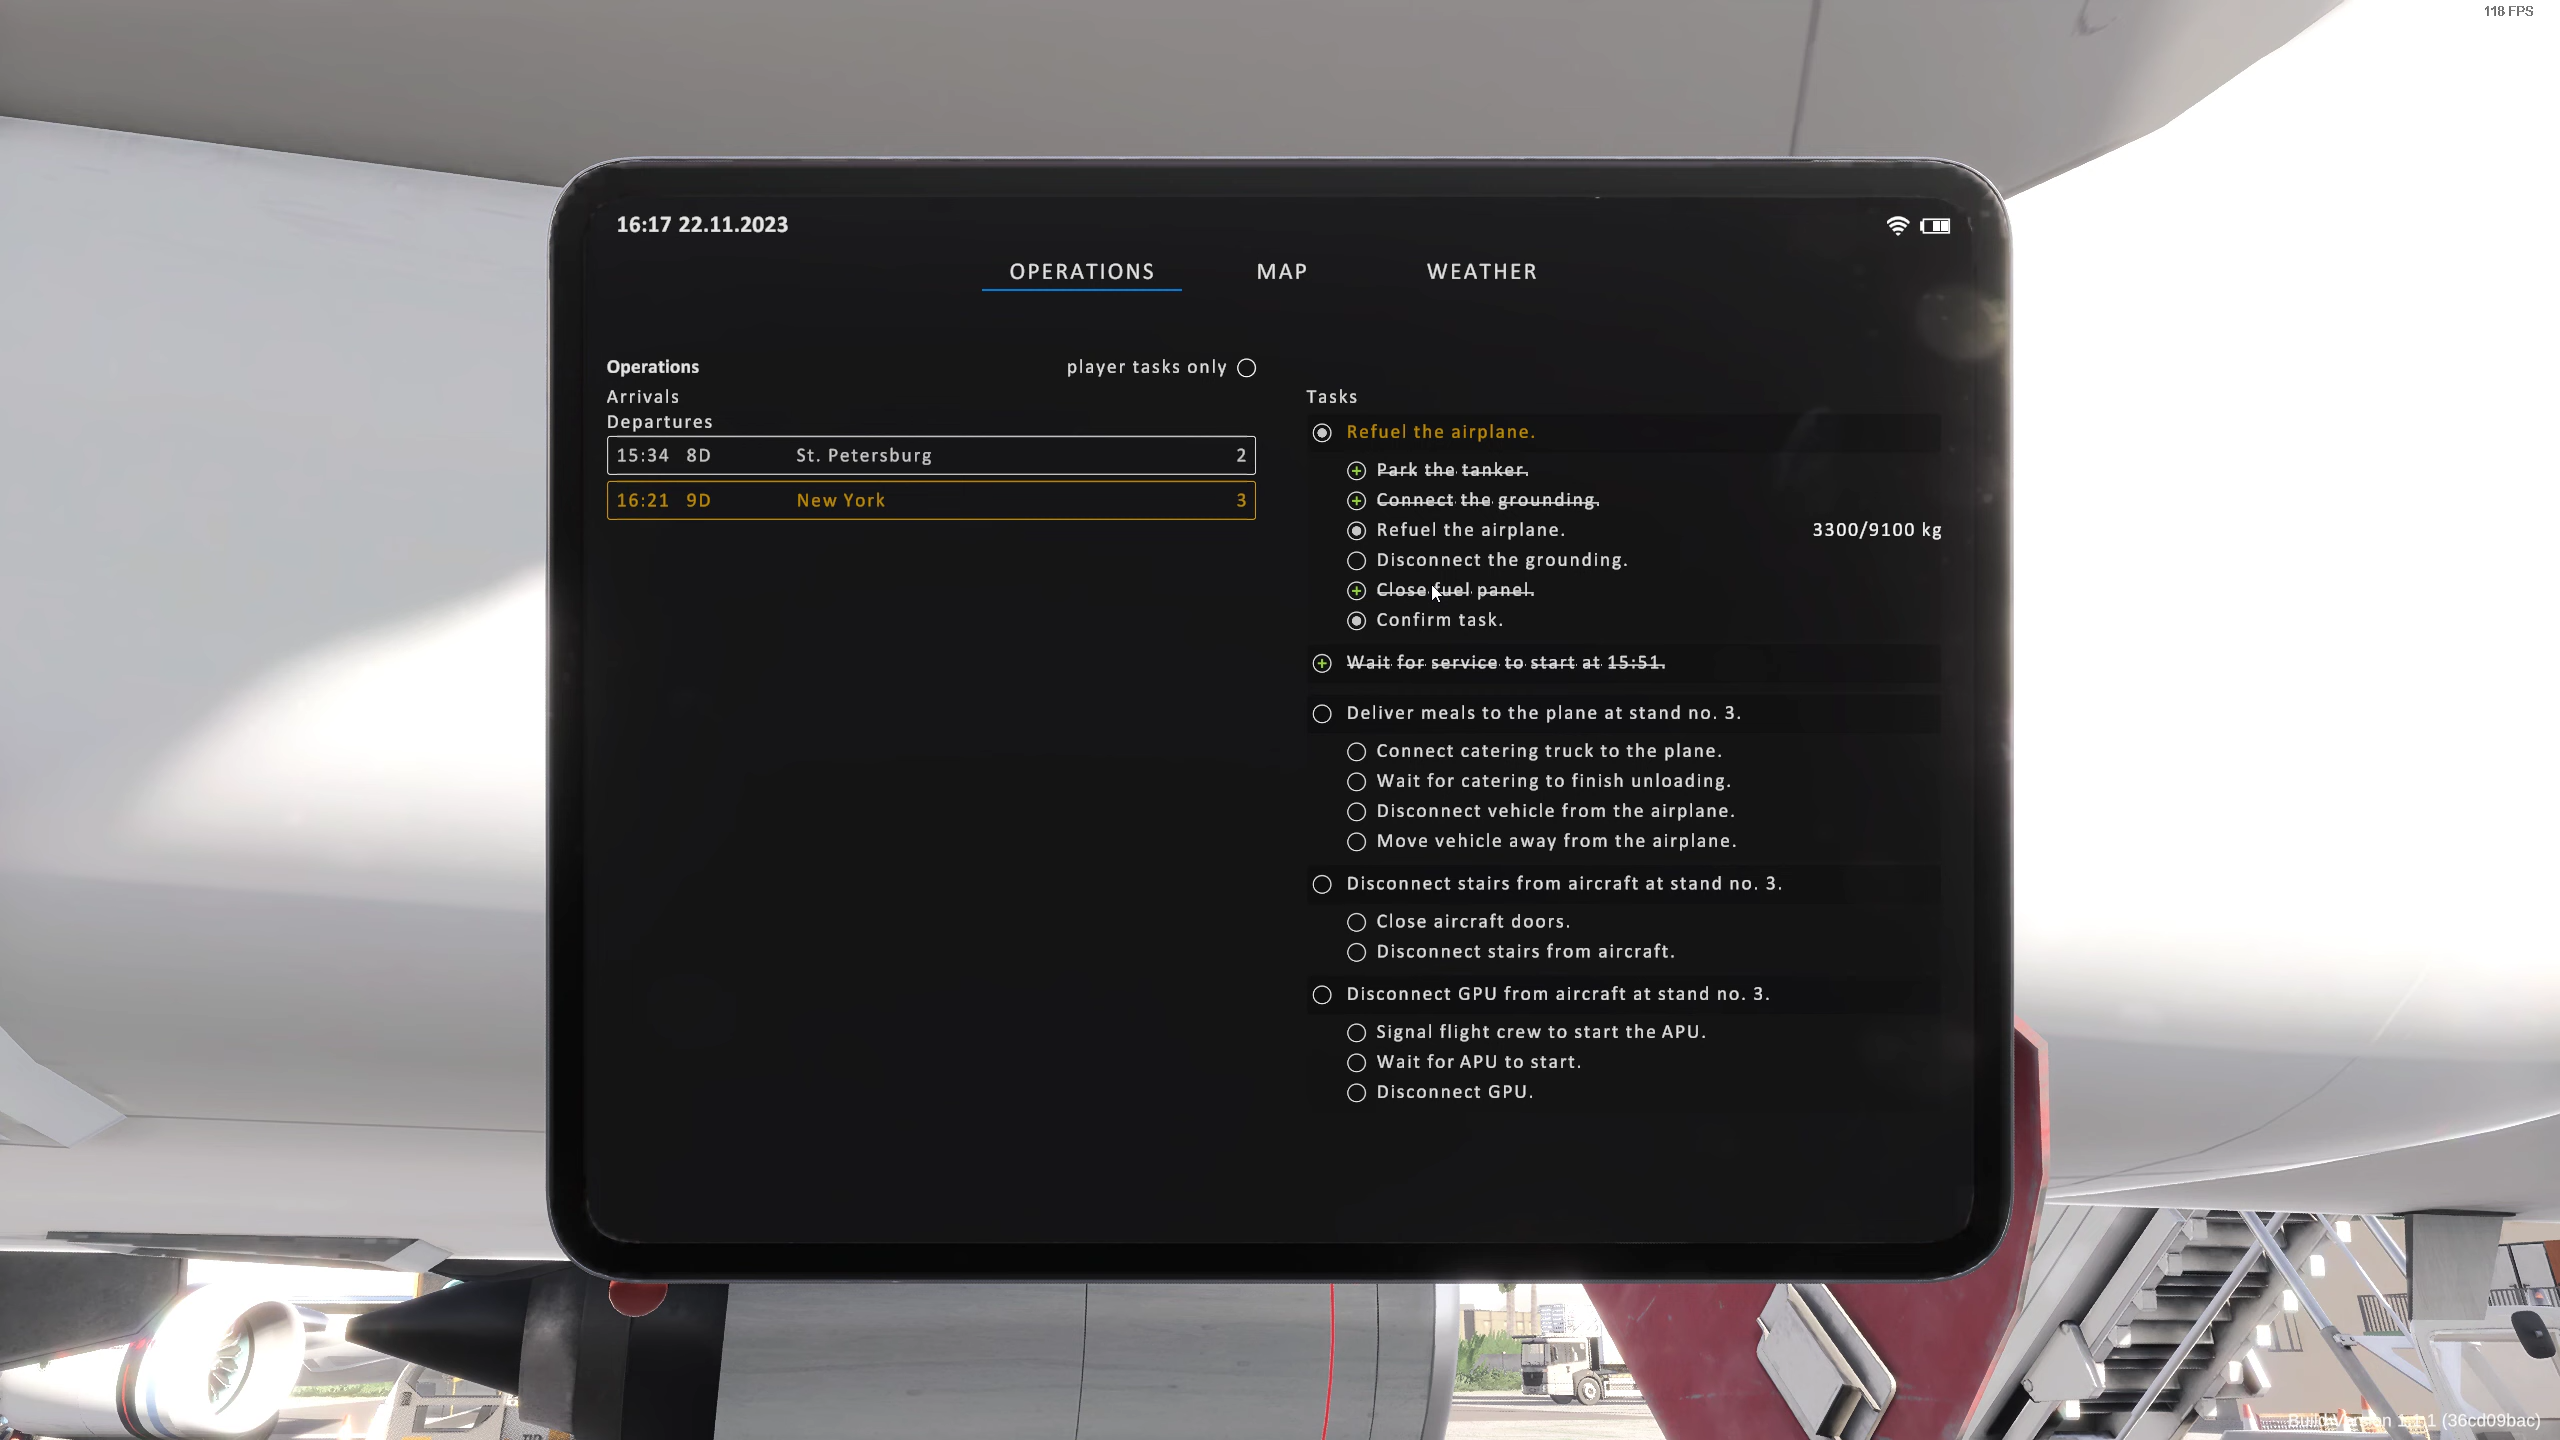 118 FPS
16:17 22.11.2023
OPERATIONS MAP WEATHER
Operations player tasks only
Arrivals
Departures
15:34 8D St. Petersburg 2
16:21 9D New York 3
Tasks
Refuel the airplane.
Park the tanker.
Connect the grounding.
Refuel the airplane. 3300/9100 kg
Disconnect the grounding.
Close fuel panel.
Confirm task.
Wait for service to start at 15:51.
Deliver meals to the plane at stand no. 3.
Connect catering truck to the plane.
Wait for catering to finish unloading.
Disconnect vehicle from the airplane.
Move vehicle away from the airplane.
Disconnect stairs from aircraft at stand no. 3.
Close aircraft doors.
Disconnect stairs from aircraft.
Disconnect GPU from aircraft at stand no. 3.
Signal flight crew to start the APU.
Wait for APU to start.
Disconnect GPU.
Build Version 1.1.1 (36cd09bac)